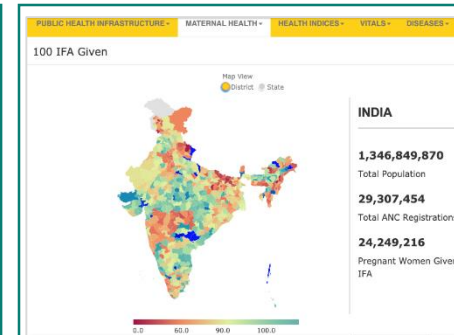 PUBLIC HEALTH INFRASTRUCTURE MATERNAL HEALTH HEALTH INDICES VITALS DISEASES
100 IFA Given
Map View
District State
INDIA
1,346,849,870
Total Population
29,307,454
Total ANC Registrations
24,249,216
Pregnant Women Given
IFA
0.0 60.0 90.0 100.0